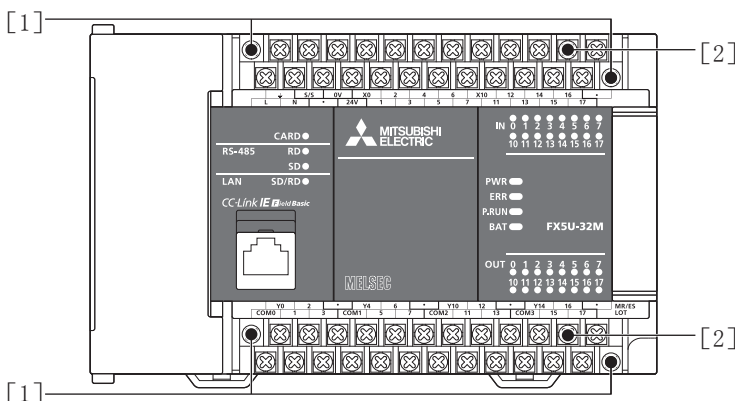 [1]
[2]
⏚ S/S 0V X0 2 4 6 X10 12 14 16 •
L N • 24V 1 3 5 7 11 13 15 17
CARD
RS-485 RD
SD
LAN SD/RD
CC-Link IE Field Basic
MITSUBISHI
ELECTRIC
MELSEC
IN 0 1 2 3 4 5 6 7
10 11 12 13 14 15 16 17
PWR
ERR
P.RUN
BAT
FX5U-32M
OUT 0 1 2 3 4 5 6 7
10 11 12 13 14 15 16 17
Y0 2 • Y4 6 • Y10 12 • Y14 16 • MR/ES
COM0 1 3 COM1 5 7 COM2 11 13 COM3 15 17 LOT
[2]
[1]